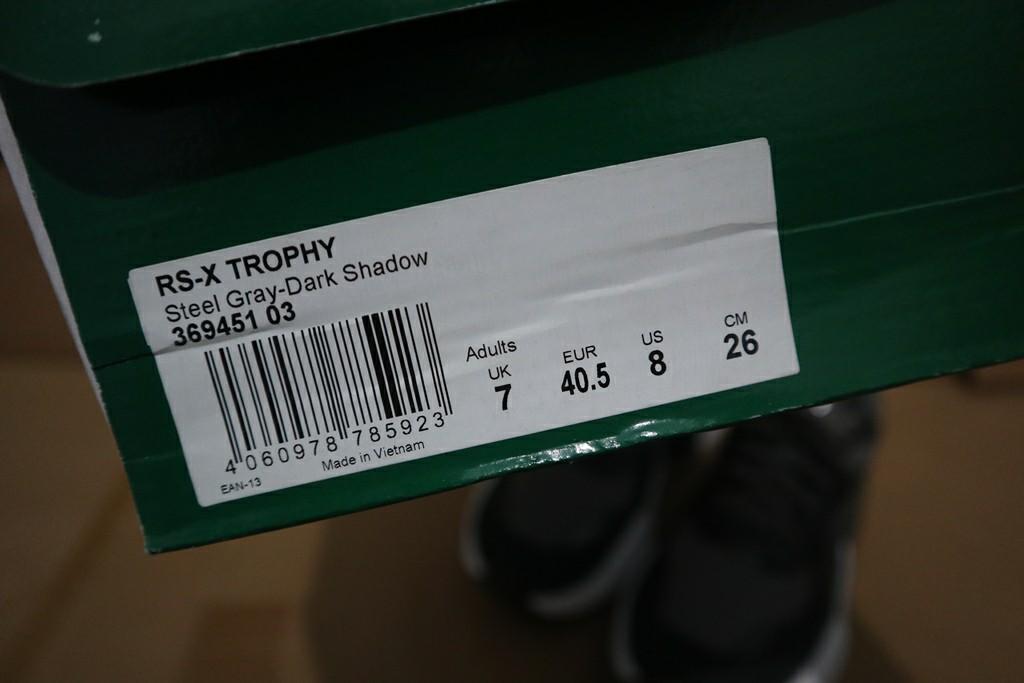 RS-X TROPHY
Steel Gray-Dark Shadow
369451 03
4 060978 785923
EAN-13
Made in Vietnam
Adults
UK EUR US CM
7 40.5 8 26